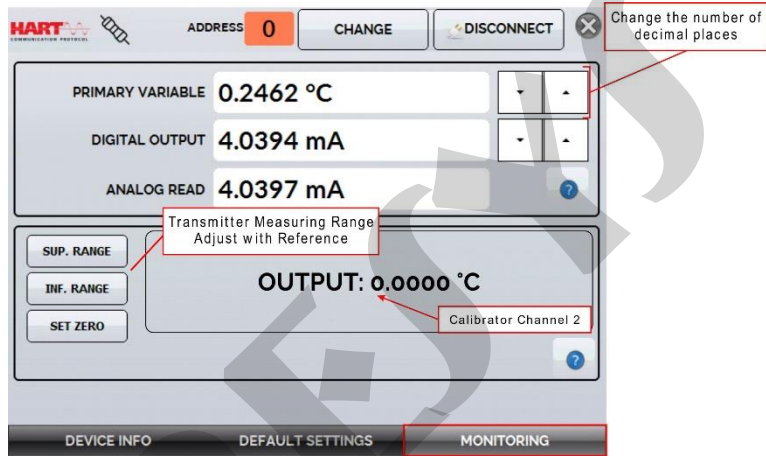 HART
COMMUNICATION PROTOCOL
ADDRESS 0 CHANGE DISCONNECT
Change the number of
decimal places
PRIMARY VARIABLE 0.2462 °C
DIGITAL OUTPUT 4.0394 mA
ANALOG READ 4.0397 mA
?
Transmitter Measuring Range
Adjust with Reference
SUP. RANGE
INF. RANGE
SET ZERO
OUTPUT: 0.0000 °C
Calibrator Channel 2
?
DEVICE INFO DEFAULT SETTINGS MONITORING